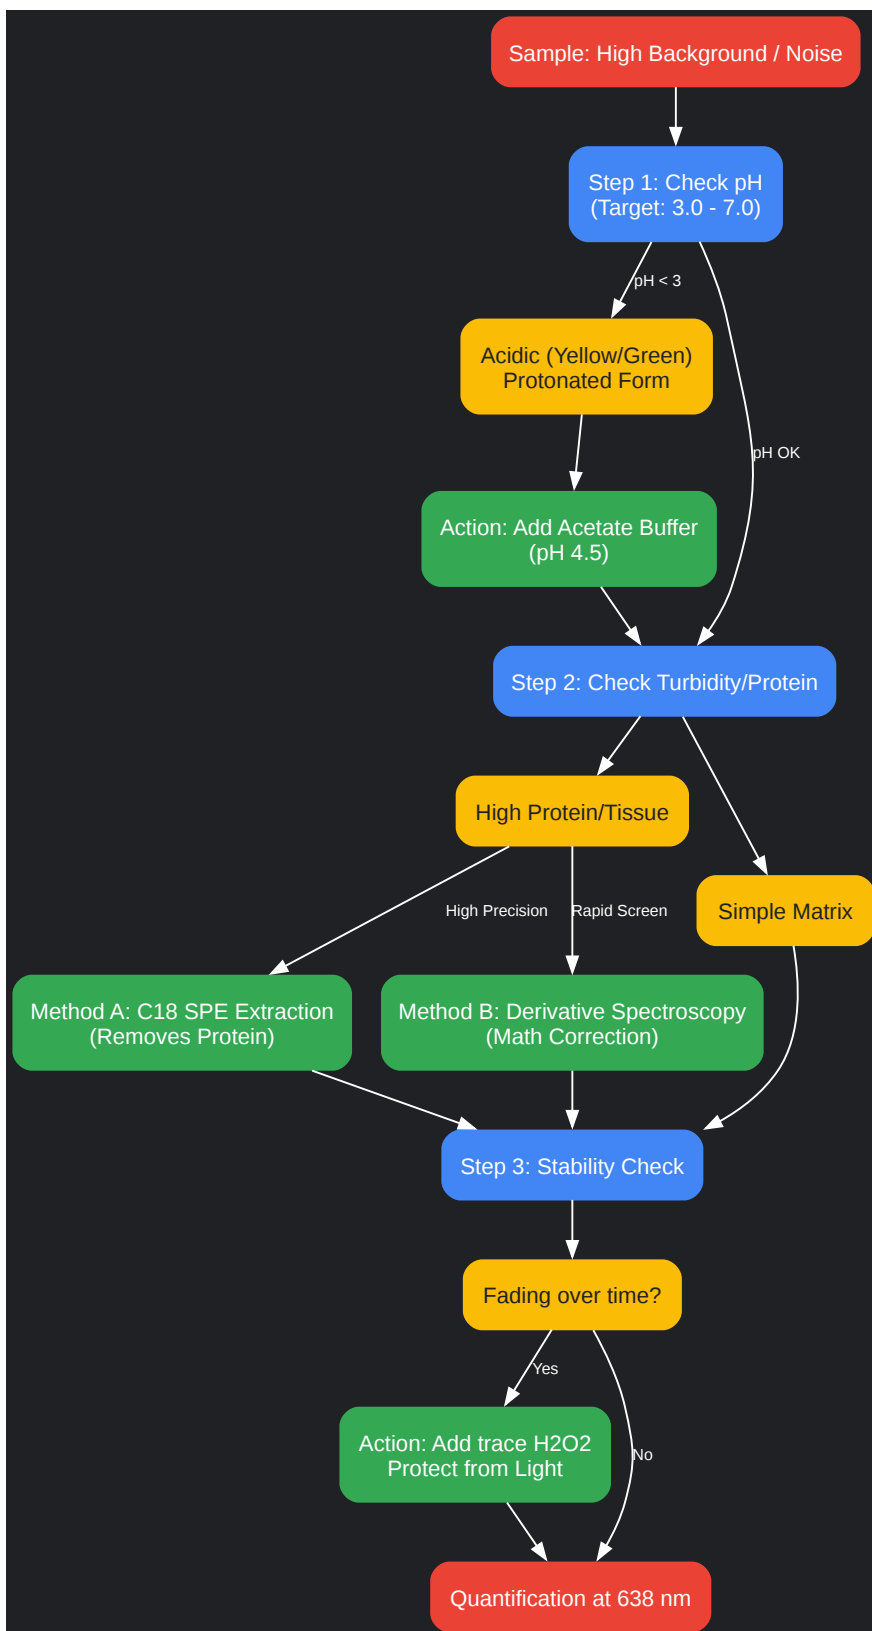 Sample: High Background / Noise
Step 1: Check pH
(Target: 3.0 - 7.0)
pH < 3
Acidic (Yellow/Green)
Protonated Form
pH OK
Action: Add Acetate Buffer
(pH 4.5)
Step 2: Check Turbidity/Protein
High Protein/Tissue
High Precision
Rapid Screen
Simple Matrix
Method A: C18 SPE Extraction
(Removes Protein)
Method B: Derivative Spectroscopy
(Math Correction)
Step 3: Stability Check
Fading over time?
Yes
Action: Add trace H2O2
Protect from Light
No
Quantification at 638 nm